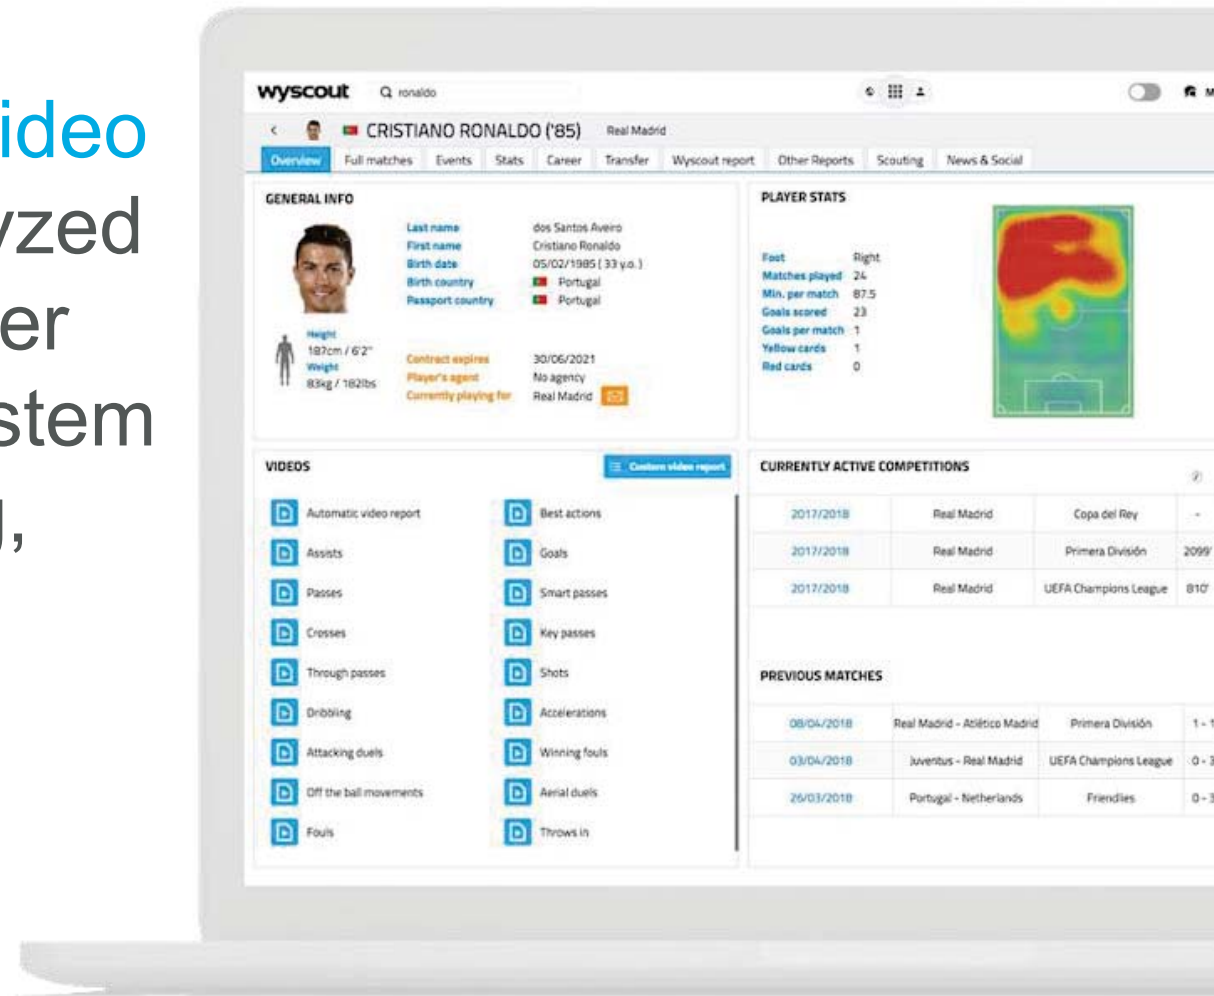 ideo
yzed
er
stem
g,
wyscout
ronaldo
CRISTIANO RONALDO ('85) Real Madrid
Overview Full matches Events Stats Career Transfer Wyscout report Other Reports Scouting News & Social
GENERAL INFO
Last name dos Santos Aveiro
First name Cristiano Ronaldo
Birth date 05/02/1985 (33 y.o.)
Birth country Portugal
Passport country Portugal
Height
187cm / 6'2"
Weight
83kg / 182lbs
Contract expires 30/06/2021
Player's agent No agency
Currently playing for Real Madrid
PLAYER STATS
Foot Right
Matches played 24
Min. per match 87.5
Goals scored 23
Goals per match 1
Yellow cards 1
Red cards 0
VIDEOS
Custom video report
Automatic video report Best actions
Assists Goals
Passes Smart passes
Crosses Key passes
Through passes Shots
Dribbling Accelerations
Attacking duels Winning fouls
Off the ball movements Aerial duels
Fouls Throws in
CURRENTLY ACTIVE COMPETITIONS
2017/2018 Real Madrid Copa del Rey -
2017/2018 Real Madrid Primera División 2099'
2017/2018 Real Madrid UEFA Champions League 810'
PREVIOUS MATCHES
08/04/2018 Real Madrid - Atlético Madrid Primera División 1 - 1
03/04/2018 Juventus - Real Madrid UEFA Champions League 0 - 3
26/03/2018 Portugal - Netherlands Friendlies 0 - 3